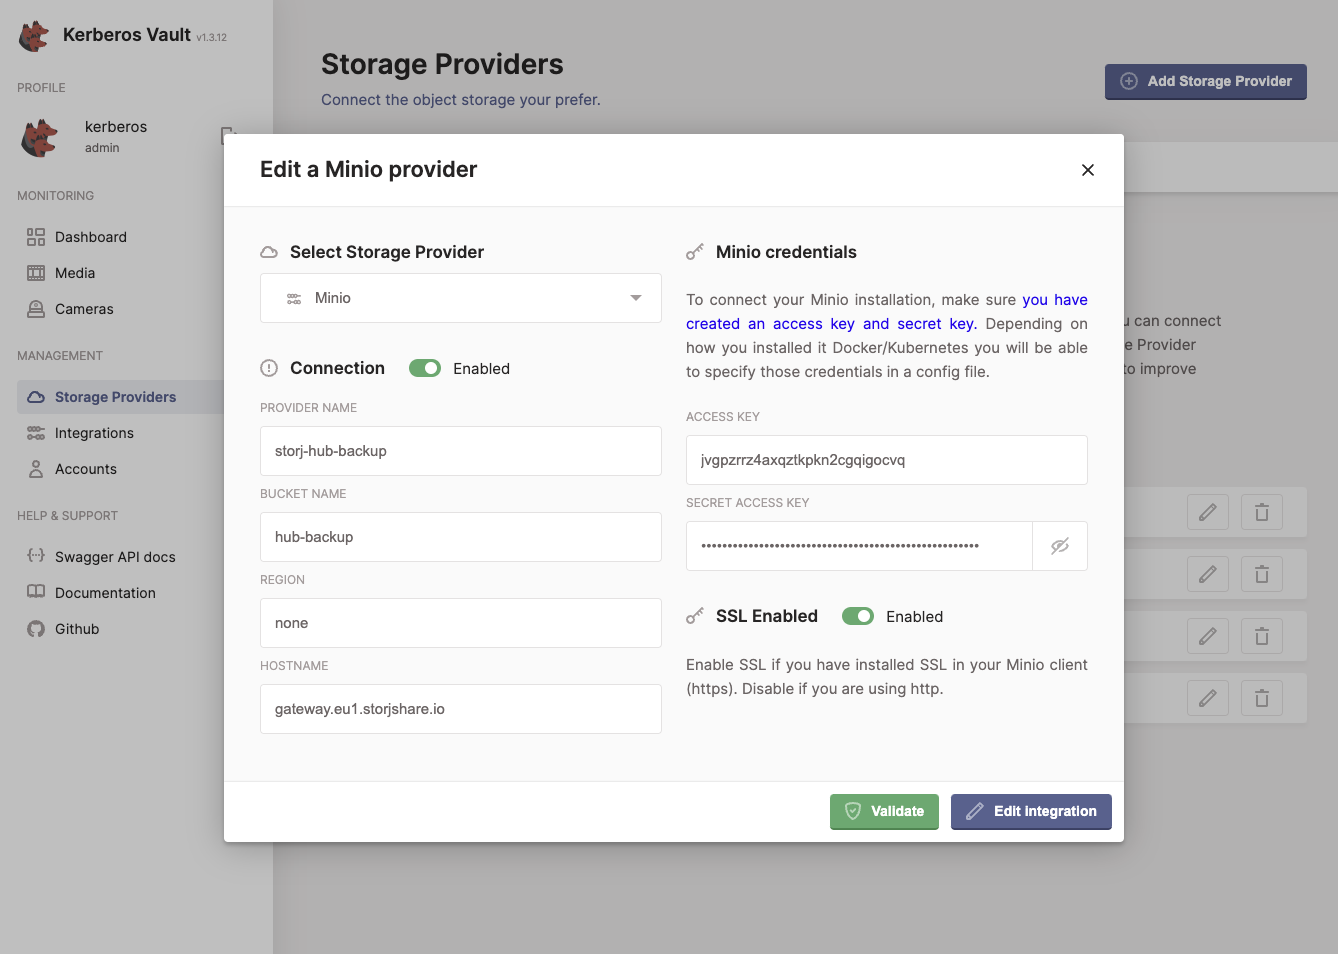 Kerberos Vault v1.3.12
PROFILE
kerberos
admin
MONITORING
Dashboard
Media
Cameras
MANAGEMENT
Storage Providers
Integrations
Accounts
HELP & SUPPORT
Swagger API docs
Documentation
Github
Storage Providers
Connect the object storage your prefer.
Add Storage Provider
can connect
Provider
to improve
Edit a Minio provider
Select Storage Provider
Minio
Connection
Enabled
PROVIDER NAME
storj-hub-backup
BUCKET NAME
hub-backup
REGION
none
HOSTNAME
gateway.eu1.storjshare.io
Minio credentials
To connect your Minio installation, make sure you have
created an access key and secret key. Depending on
how you installed it Docker/Kubernetes you will be able
to specify those credentials in a config file.
ACCESS KEY
jvgpzrrz4axqztkpkn2cgqigocvq
SECRET ACCESS KEY
SSL Enabled
Enabled
Enable SSL if you have installed SSL in your Minio client
(https). Disable if you are using http.
Validate
Edit integration